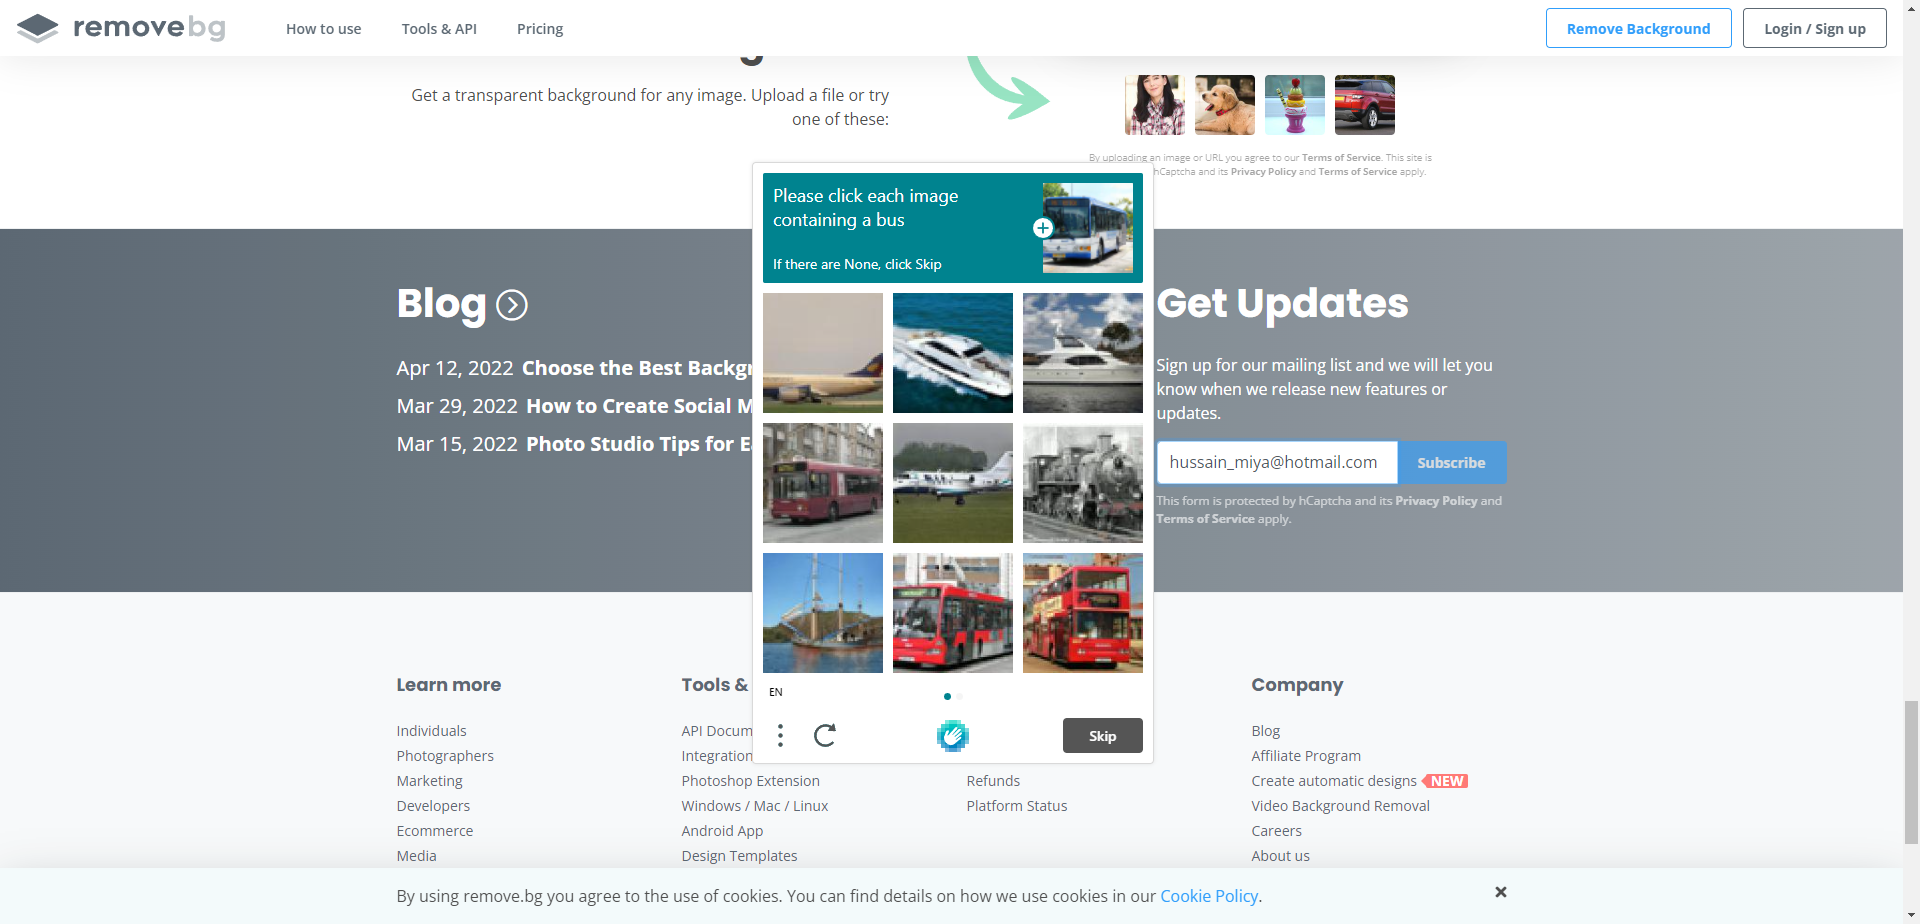 removebg
How to use
Tools & API
Pricing
Remove Background
Login / Sign up
Get a transparent background for any image. Upload a file or try
one of these:
By uploading an image or URL you agree to our Terms of Service. This site is
hCaptcha and its Privacy Policy and Terms of Service apply.
Please click each image
containing a bus
If there are None, click Skip
EN
Skip
Blog
Apr 12, 2022 Choose the Best Backgr
Mar 29, 2022 How to Create Social M
Mar 15, 2022 Photo Studio Tips for E
Get Updates
Sign up for our mailing list and we will let you
know when we release new features or
updates.
hussain_miya@hotmail.com
Subscribe
This form is protected by hCaptcha and its Privacy Policy and
Terms of Service apply.
Learn more
Individuals
Photographers
Marketing
Developers
Ecommerce
Media
Tools &
API Docum
Integration
Photoshop Extension
Windows / Mac / Linux
Android App
Design Templates
Refunds
Platform Status
Company
Blog
Affiliate Program
Create automatic designs NEW
Video Background Removal
Careers
About us
By using remove.bg you agree to the use of cookies. You can find details on how we use cookies in our Cookie Policy.